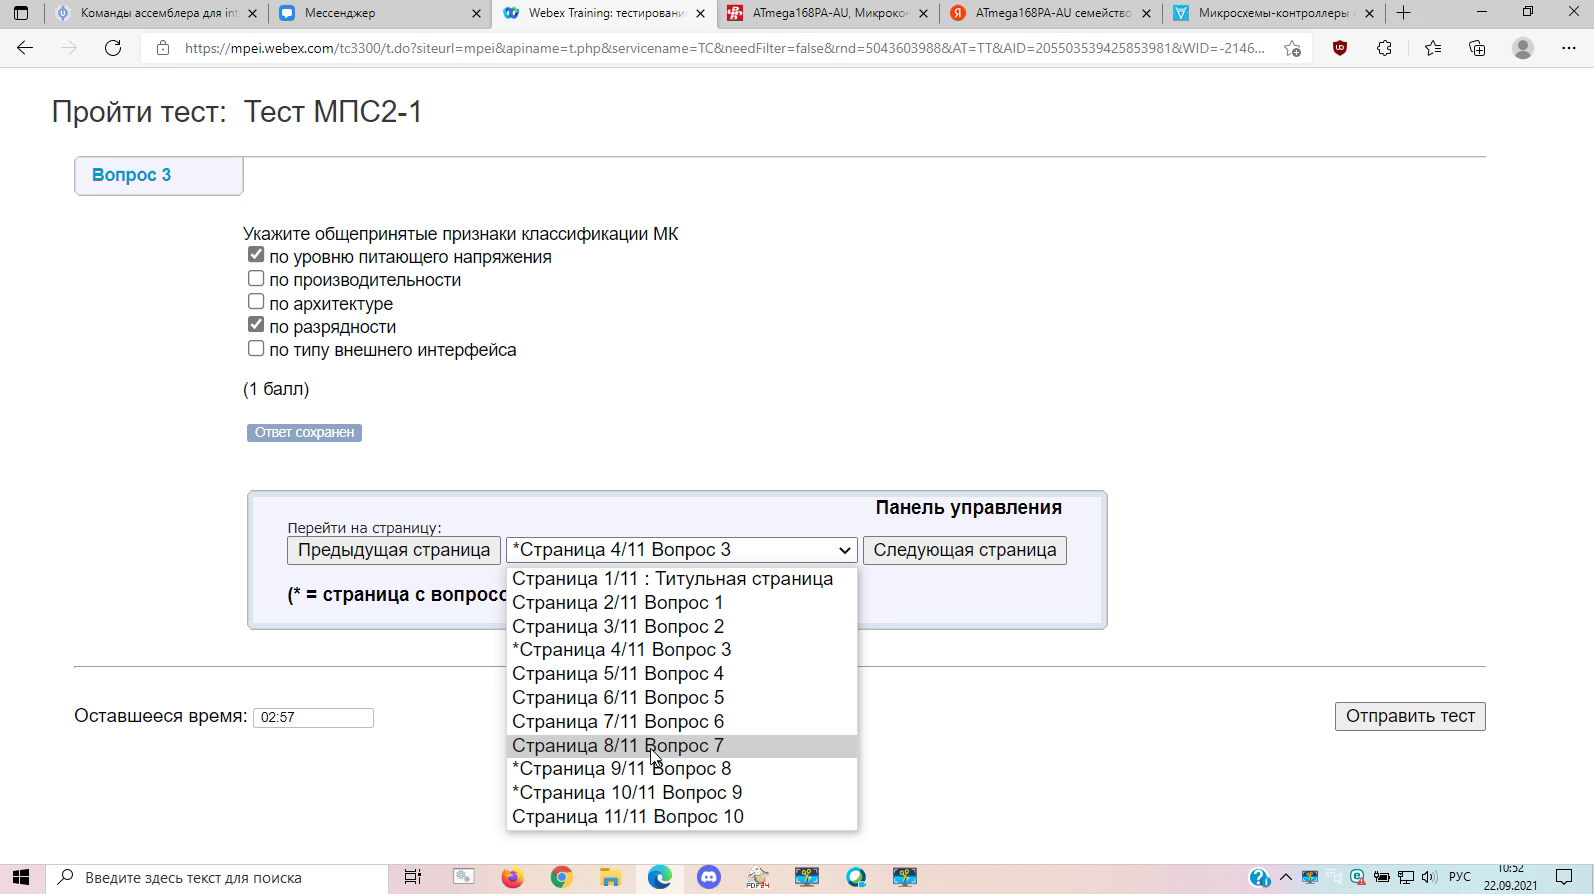 Команды ассемблера для int
Мессенджер
Webex Training: тестировани
ATmega168PA-AU, Микрокон
ATmega168PA-AU семейство
Микросхемы-контроллеры
https://mpei.webex.com/tc3300/t.do?siteurl=mpei&apiname=t.php&servicename=TC&needFilter=false&rnd=5043603988&AT=TT&AID=205503539425853981&WID=-2146...
Пройти тест: Тест МПС2-1
Вопрос 3
Укажите общепринятые признаки классификации МК
по уровню питающего напряжения
по производительности
по архитектуре
по разрядности
по типу внешнего интерфейса
(1 балл)
Ответ сохранен
Панель управления
Перейти на страницу:
Предыдущая страница
*Страница 4/11 Вопрос 3
Следующая страница
(* = страница с вопросо
Страница 1/11 : Титульная страница
Страница 2/11 Вопрос 1
Страница 3/11 Вопрос 2
*Страница 4/11 Вопрос 3
Страница 5/11 Вопрос 4
Страница 6/11 Вопрос 5
Страница 7/11 Вопрос 6
Страница 8/11 Вопрос 7
*Страница 9/11 Вопрос 8
*Страница 10/11 Вопрос 9
Страница 11/11 Вопрос 10
Оставшееся время: 02:57
Отправить тест
Введите здесь текст для поиска
PDF24
РУС
10:52
22.09.2021